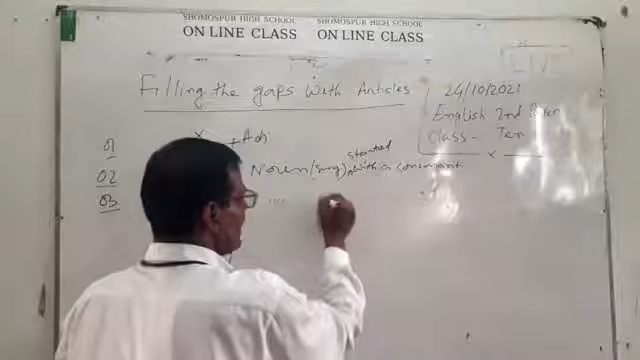 SHOMOSPUR HIGH SCHOOL SHOMOSPUR HIGH SCHOOL
ON LINE CLASS ON LINE CLASS
LIVE
Filling the gaps with Articles
24/10/2021
English 2nd Paper
Class - Ten
01 x + Adj
02 Noun (sing) started with a consonant
03 ""